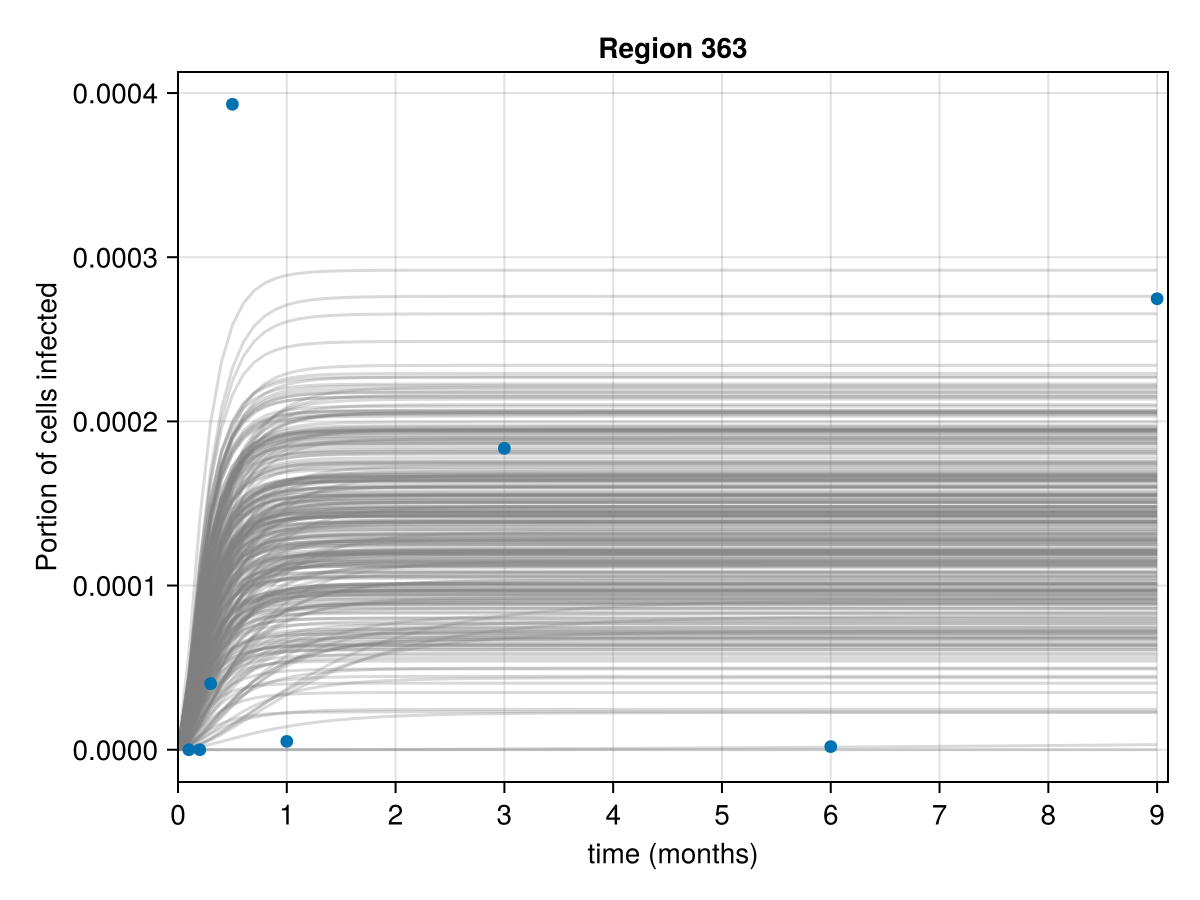 Region 363
Portion of cells infected
0.0004
0.0003
0.0002
0.0001
0.0000
0 1 2 3 4 5 6 7 8 9
time (months)